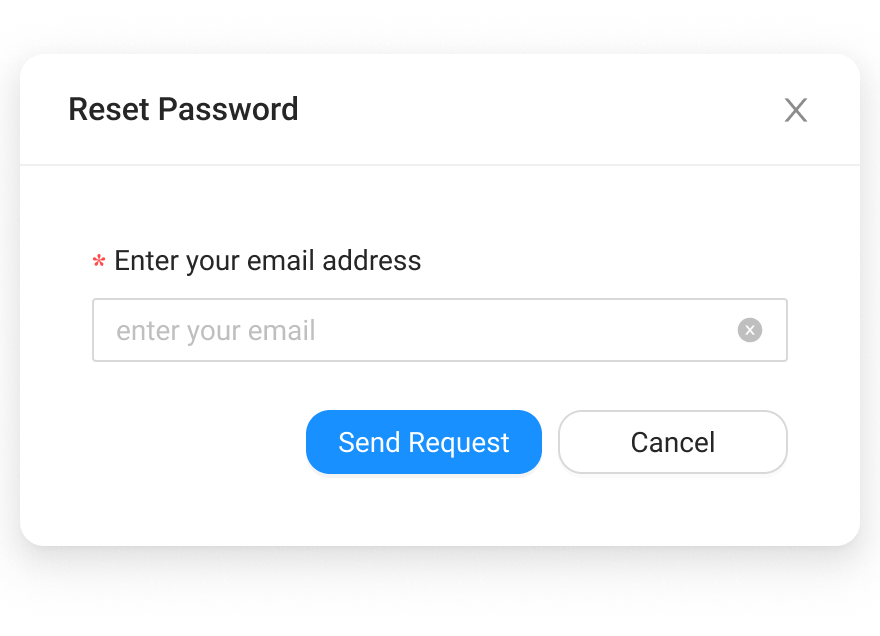 Reset Password
* Enter your email address
enter your email
Send Request Cancel